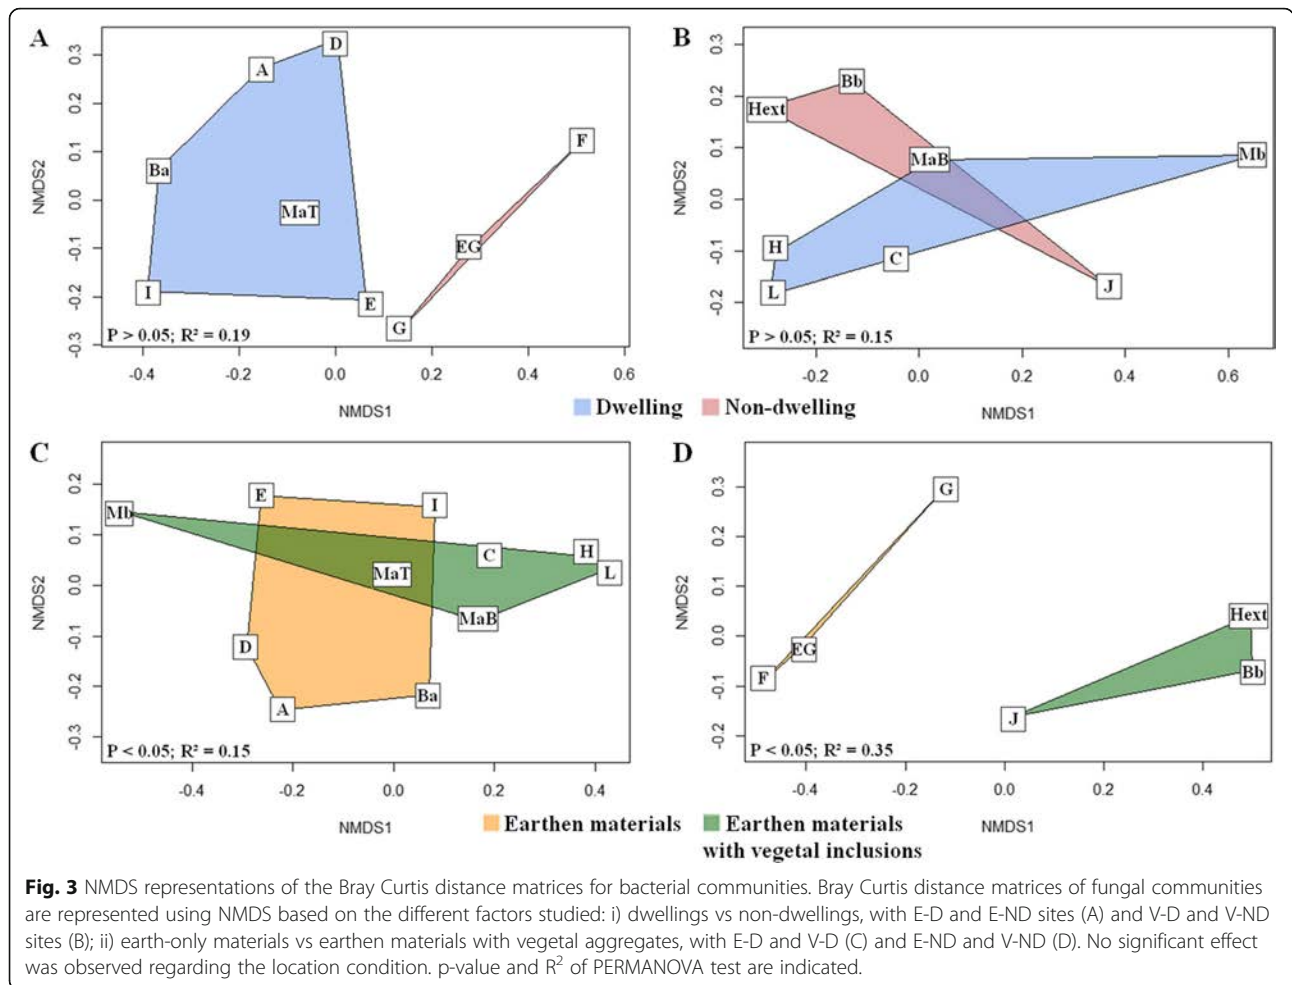 A
0.3
0.2
0.1
0.0
-0.1
-0.2
-0.3
NMDS2
D
A
Ba
MaT
I
E
F
EG
G
P > 0.05; R² = 0.19
-0.4 -0.2 0.0 0.2 0.4 0.6
NMDS1
B
0.3
0.2
0.1
0.0
-0.1
-0.2
NMDS2
Bb
Hext
MaB
Mb
H
C
L
J
P > 0.05; R² = 0.15
-0.2 0.0 0.2 0.4 0.6
NMDS1
Dwelling Non-dwelling
C
0.2
0.1
0.0
-0.1
-0.2
-0.3
NMDS2
E
I
Mb
C
H
MaT
L
MaB
D
Ba
A
P < 0.05; R² = 0.15
-0.4 -0.2 0.0 0.2 0.4
NMDS1
D
0.3
0.2
0.1
0.0
-0.1
-0.2
NMDS2
G
Hext
EG
Bb
F
J
P < 0.05; R² = 0.35
-0.4 -0.2 0.0 0.2 0.4
NMDS1
Earthen materials Earthen materials
with vegetal inclusions
Fig. 3 NMDS representations of the Bray Curtis distance matrices for bacterial communities. Bray Curtis distance matrices of fungal communities
are represented using NMDS based on the different factors studied: i) dwellings vs non-dwellings, with E-D and E-ND sites (A) and V-D and V-ND
sites (B); ii) earth-only materials vs earthen materials with vegetal aggregates, with E-D and V-D (C) and E-ND and V-ND (D). No significant effect
was observed regarding the location condition. p-value and R² of PERMANOVA test are indicated.